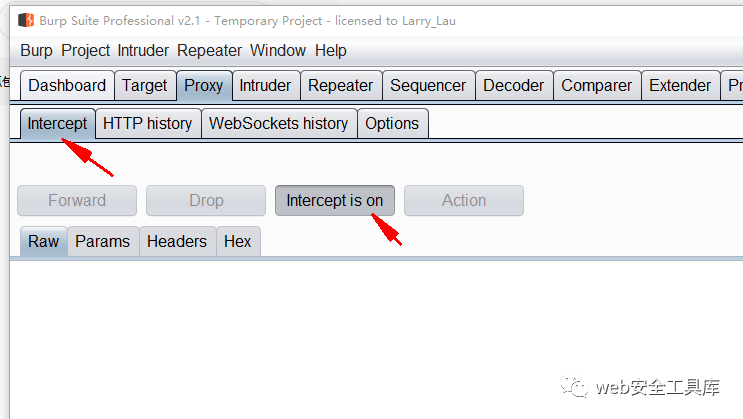 Burp Suite Professional v2.1 - Temporary Project - licensed to Larry_Lau
Burp Project Intruder Repeater Window Help
Dashboard Target Proxy Intruder Repeater Sequencer Decoder Comparer Extender Pr
Intercept HTTP history WebSockets history Options
Forward Drop Intercept is on Action
Raw Params Headers Hex
web安全工具库